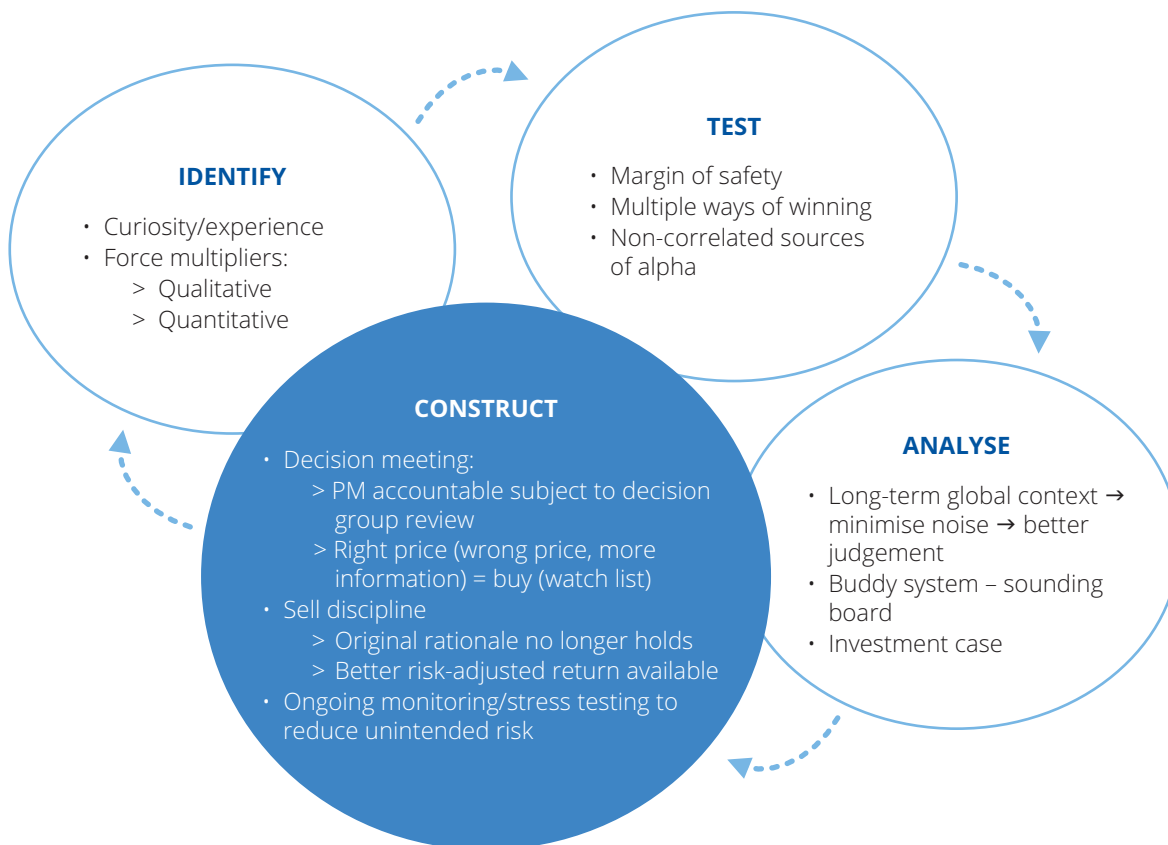 IDENTIFY
• Curiosity/experience
• Force multipliers:
> Qualitative
> Quantitative
TEST
• Margin of safety
• Multiple ways of winning
• Non-correlated sources
of alpha
ANALYSE
• Long-term global context →
minimise noise → better
judgement
• Buddy system – sounding
board
• Investment case
CONSTRUCT
• Decision meeting:
> PM accountable subject to decision
group review
> Right price (wrong price, more
information) = buy (watch list)
• Sell discipline
> Original rationale no longer holds
> Better risk-adjusted return available
• Ongoing monitoring/stress testing to
reduce unintended risk